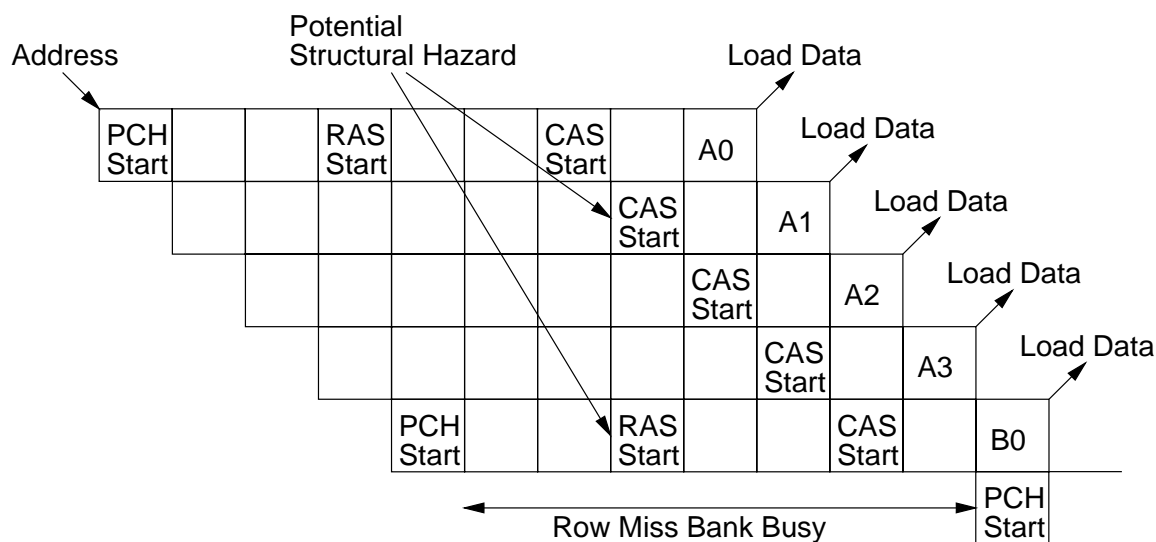 Potential
Structural Hazard
Address
Load Data
PCH
Start
RAS
Start
CAS
Start
A0
Load Data
CAS
Start
A1
Load Data
CAS
Start
A2
Load Data
CAS
Start
A3
Load Data
PCH
Start
RAS
Start
CAS
Start
B0
Row Miss Bank Busy
PCH
Start